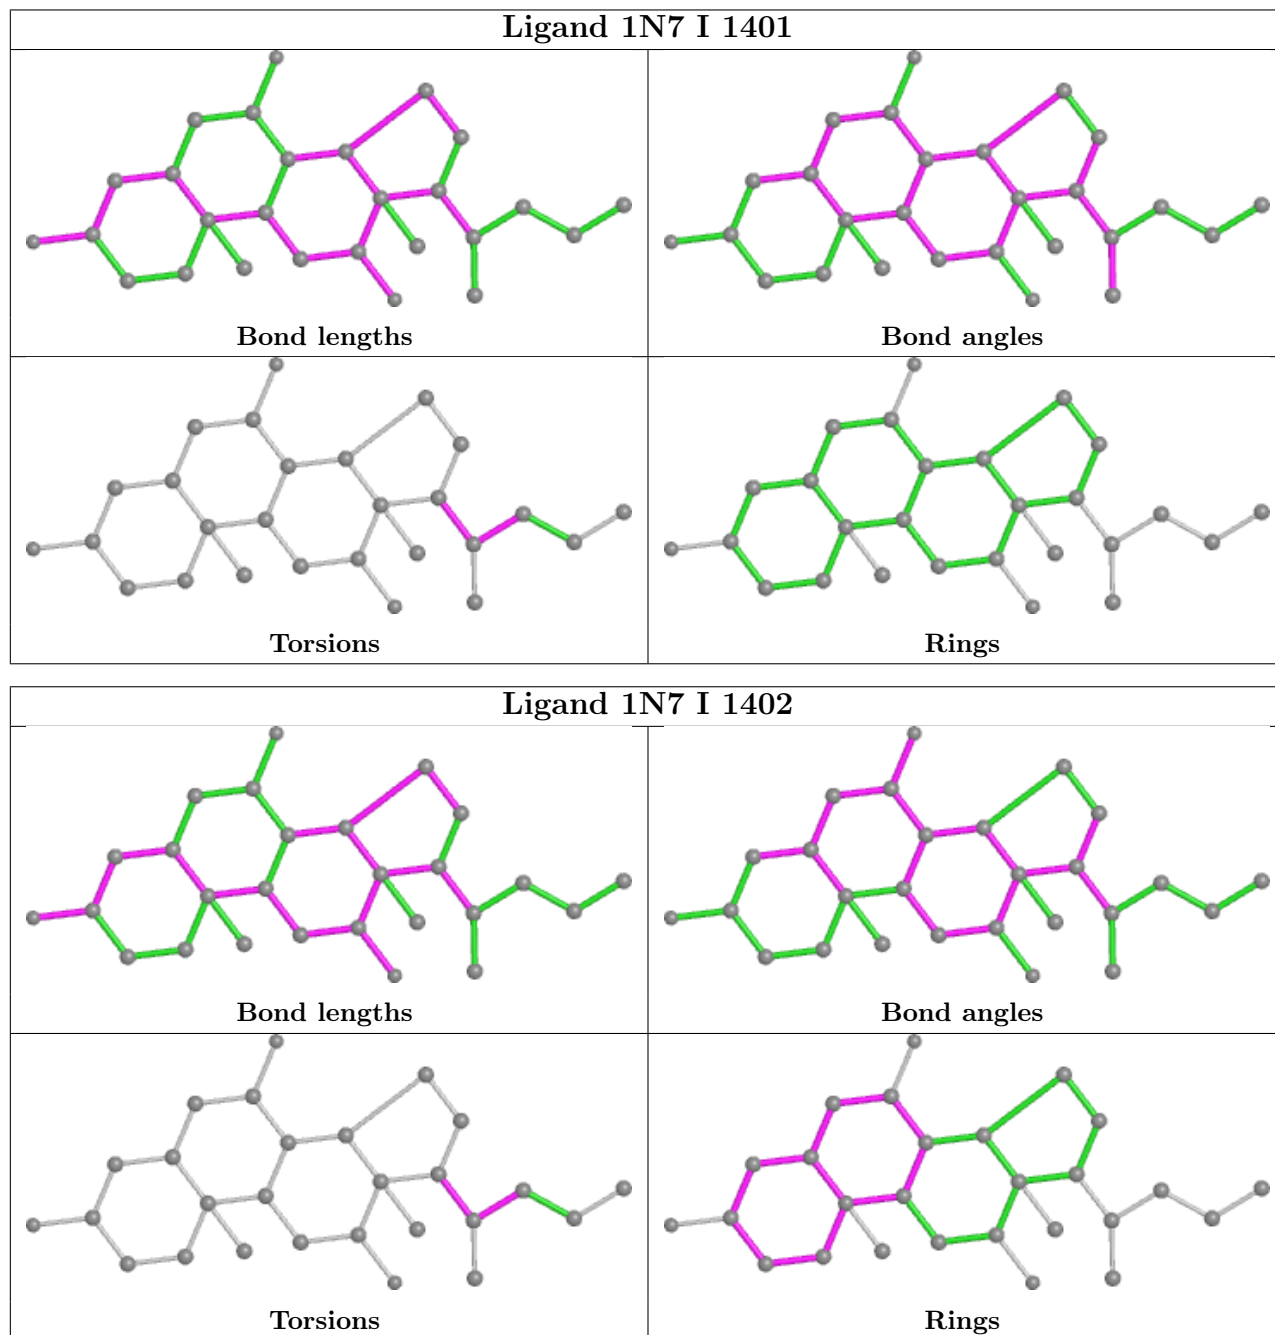 Ligand 1N7 I 1401
Bond lengths
Bond angles
Torsions
Rings
Ligand 1N7 I 1402
Bond lengths
Bond angles
Torsions
Rings